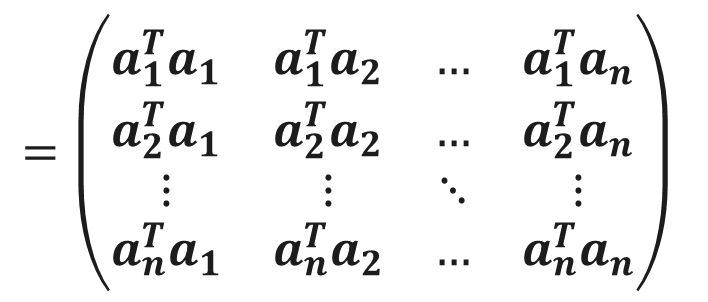 = ( 𝒂₁ᵀ𝒂₁ 𝒂₁ᵀ𝒂₂ … 𝒂₁ᵀ𝒂ₙ
𝒂₂ᵀ𝒂₁ 𝒂₂ᵀ𝒂₂ … 𝒂₂ᵀ𝒂ₙ
⋮ ⋮ ⋱ ⋮
𝒂ₙᵀ𝒂₁ 𝒂ₙᵀ𝒂₂ … 𝒂ₙᵀ𝒂ₙ )